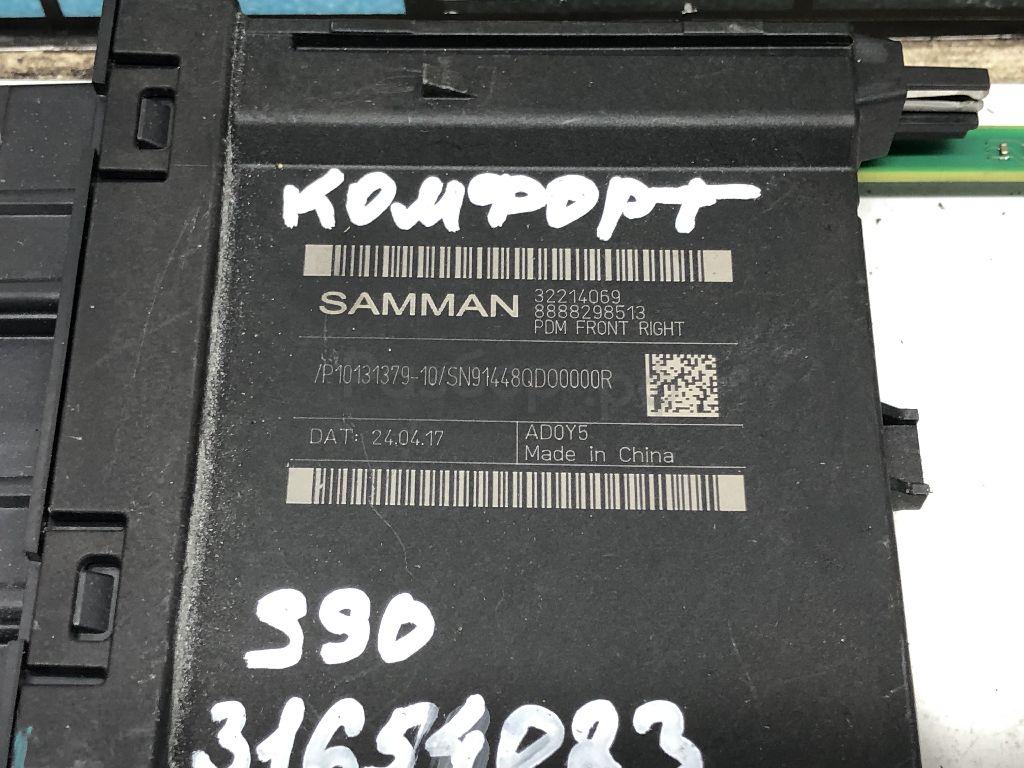 КОМФОРТ
SAMMAN
32214069
8888298513
PDM FRONT RIGHT
/P10131379-10/SN91448QD00000R
DAT: 24.04.17
AD0Y5
Made in China
S90
31654083